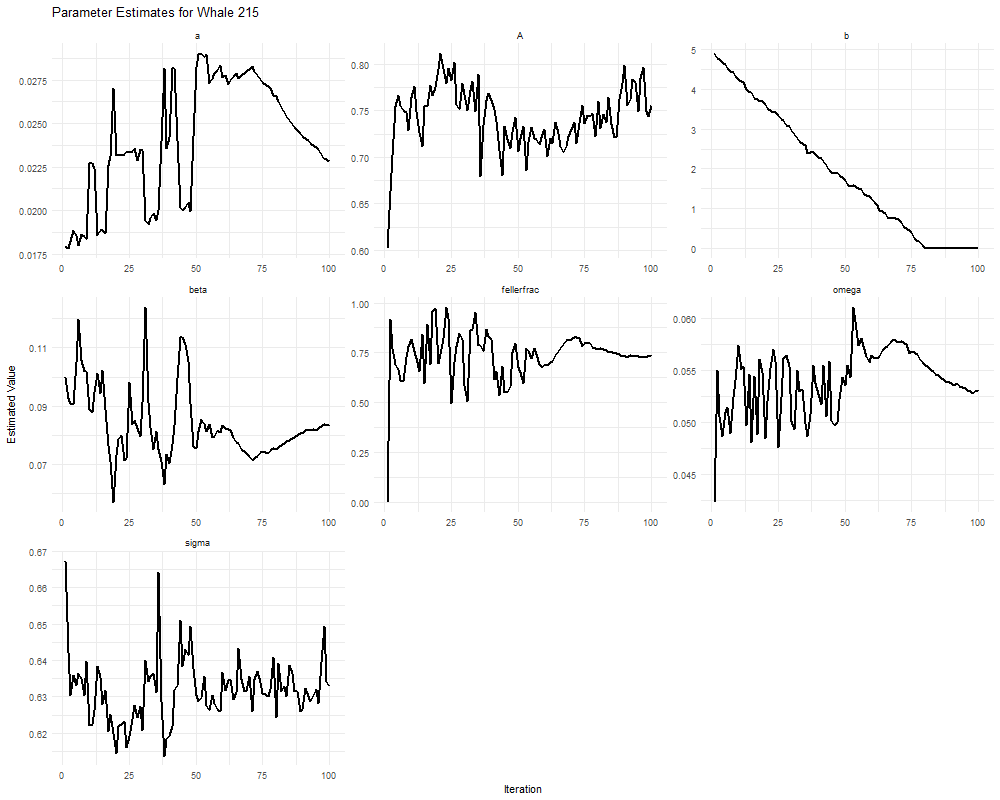 Parameter Estimates for Whale 215
a
A
b
0.0275
0.0250
0.0225
0.0200
0.0175
0.80
0.75
0.70
0.65
0.60
5
4
3
2
1
0
0 25 50 75 100
0 25 50 75 100
0 25 50 75 100
beta
fellerfrac
omega
0.11
0.09
0.07
1.00
0.75
0.50
0.25
0.00
0.060
0.055
0.050
0.045
0 25 50 75 100
0 25 50 75 100
0 25 50 75 100
Estimated Value
sigma
0.67
0.66
0.65
0.64
0.63
0.62
0 25 50 75 100
Iteration